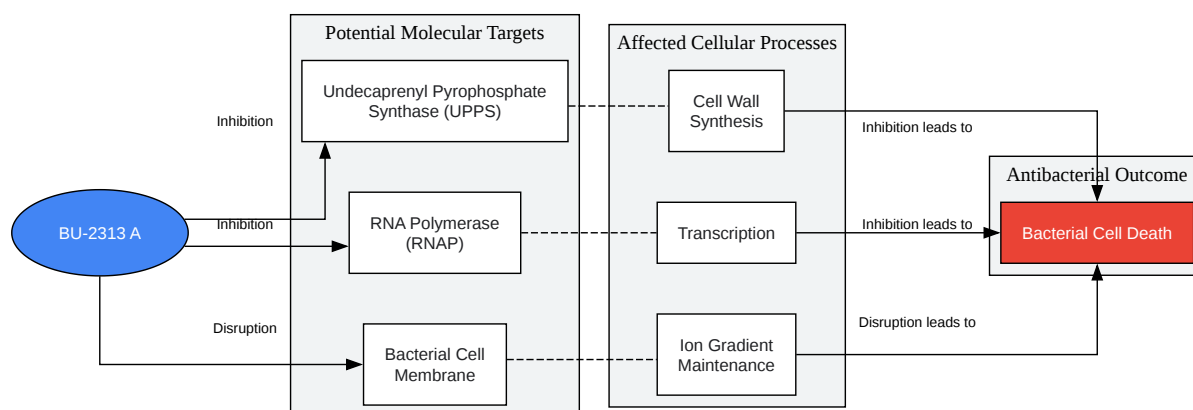 Potential Molecular Targets
Affected Cellular Processes
Undecaprenyl Pyrophosphate
Synthase (UPPS)
Cell Wall
Synthesis
Inhibition
Inhibition leads to
Antibacterial Outcome
BU-2313 A
Inhibition
RNA Polymerase
(RNAP)
Transcription
Inhibition leads to
Bacterial Cell Death
Disruption
Bacterial Cell
Membrane
Ion Gradient
Maintenance
Disruption leads to